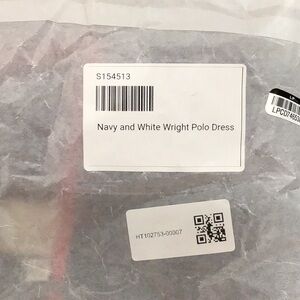 S154513
Navy and White Wright Polo Dress
HT102753-00007